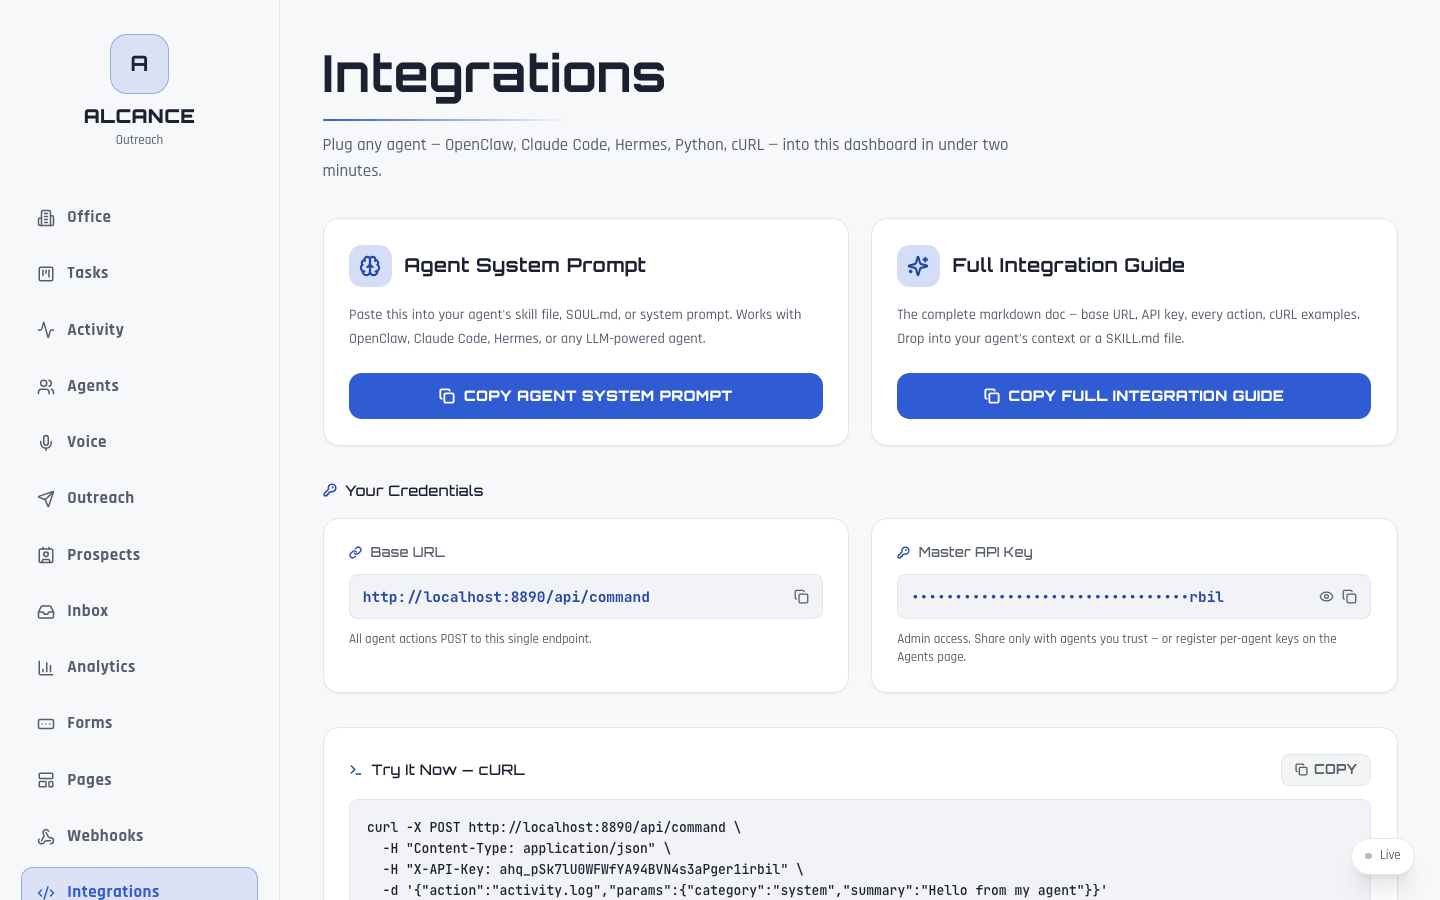 A
ALCANCE
Outreach
Office
Tasks
Activity
Agents
Voice
Outreach
Prospects
Inbox
Analytics
Forms
Pages
Webhooks
Integrations
Integrations
Plug any agent — OpenClaw, Claude Code, Hermes, Python, cURL — into this dashboard in under two
minutes.
Agent System Prompt
Paste this into your agent's skill file, SOUL.md, or system prompt. Works with
OpenClaw, Claude Code, Hermes, or any LLM-powered agent.
COPY AGENT SYSTEM PROMPT
Full Integration Guide
The complete markdown doc — base URL, API key, every action, cURL examples.
Drop into your agent's context or a SKILL.md file.
COPY FULL INTEGRATION GUIDE
Your Credentials
Base URL
http://localhost:8890/api/command
All agent actions POST to this single endpoint.
Master API Key
••••••••••••••••••••••••••••••••rbil
Admin access. Share only with agents you trust — or register per-agent keys on the
Agents page.
Try It Now — cURL
COPY
curl -X POST http://localhost:8890/api/command \
-H "Content-Type: application/json" \
-H "X-API-Key: ahq_pSk7lU0WFWfYA94BVN4s3aPger1irbil" \
-d '{"action":"activity.log","params":{"category":"system","summary":"Hello from my agent"}}'
Live